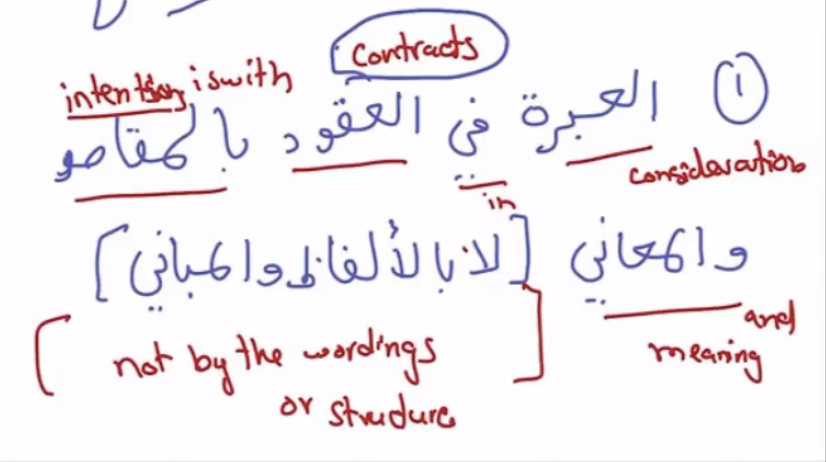 Contracts
intention is with
① العبرة في العقود بالمقاصد
consideration
in
والمعاني [لا بالألفاظ والمباني]
and
meaning
[not by the wordings]
or structure